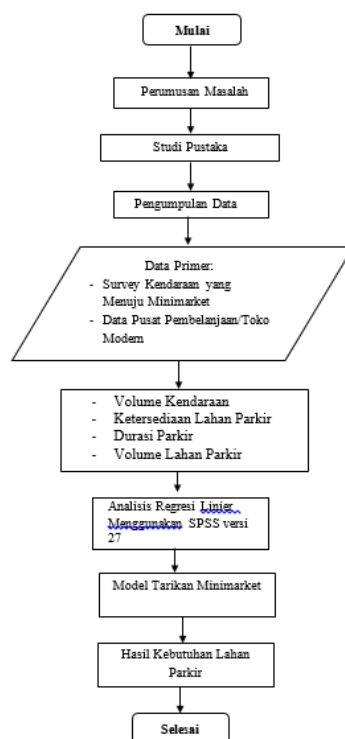 Mulai
Perumusan Masalah
Studi Pustaka
Pengumpulan Data
Data Primer:
- Survey Kendaraan yang
Menuju Minimarket
- Data Pusat Pembelanjaan/Toko
Modern
- Volume Kendaraan
- Ketersediaan Lahan Parkir
- Durasi Parkir
- Volume Lahan Parkir
Analisis Regresi Linier
Menggunakan SPSS versi
27
Model Tarikan Minimarket
Hasil Kebutuhan Lahan
Parkir
Selesai